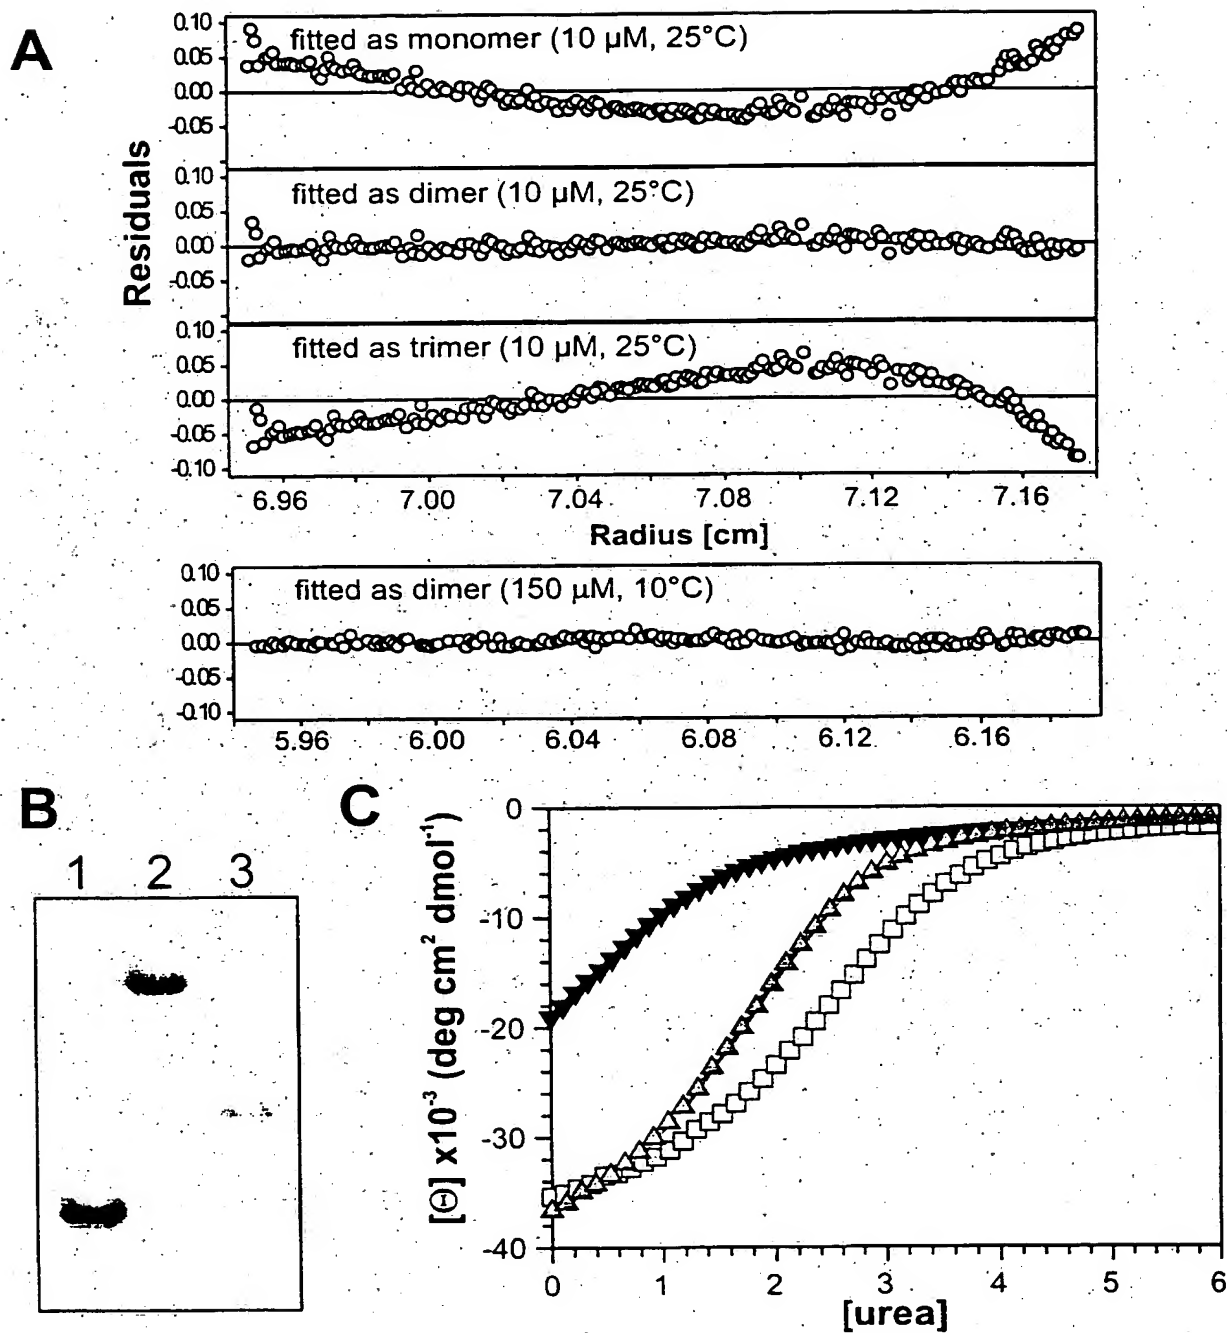 A
Residuals
fitted as monomer (10 µM, 25°C)
0.10
0.05
0.00
-0.05
fitted as dimer (10 µM, 25°C)
0.10
0.05
0.00
-0.05
fitted as trimer (10 µM, 25°C)
0.10
0.05
0.00
-0.05
-0.10
6.96 7.00 7.04 7.08 7.12 7.16
Radius [cm]
fitted as dimer (150 µM, 10°C)
0.10
0.05
0.00
-0.05
-0.10
5.96 6.00 6.04 6.08 6.12 6.16
B
1 2 3
C
[Θ] x10⁻³ (deg cm² dmol⁻¹)
0
-10
-20
-30
-40
0 1 2 3 4 5 6
[urea]